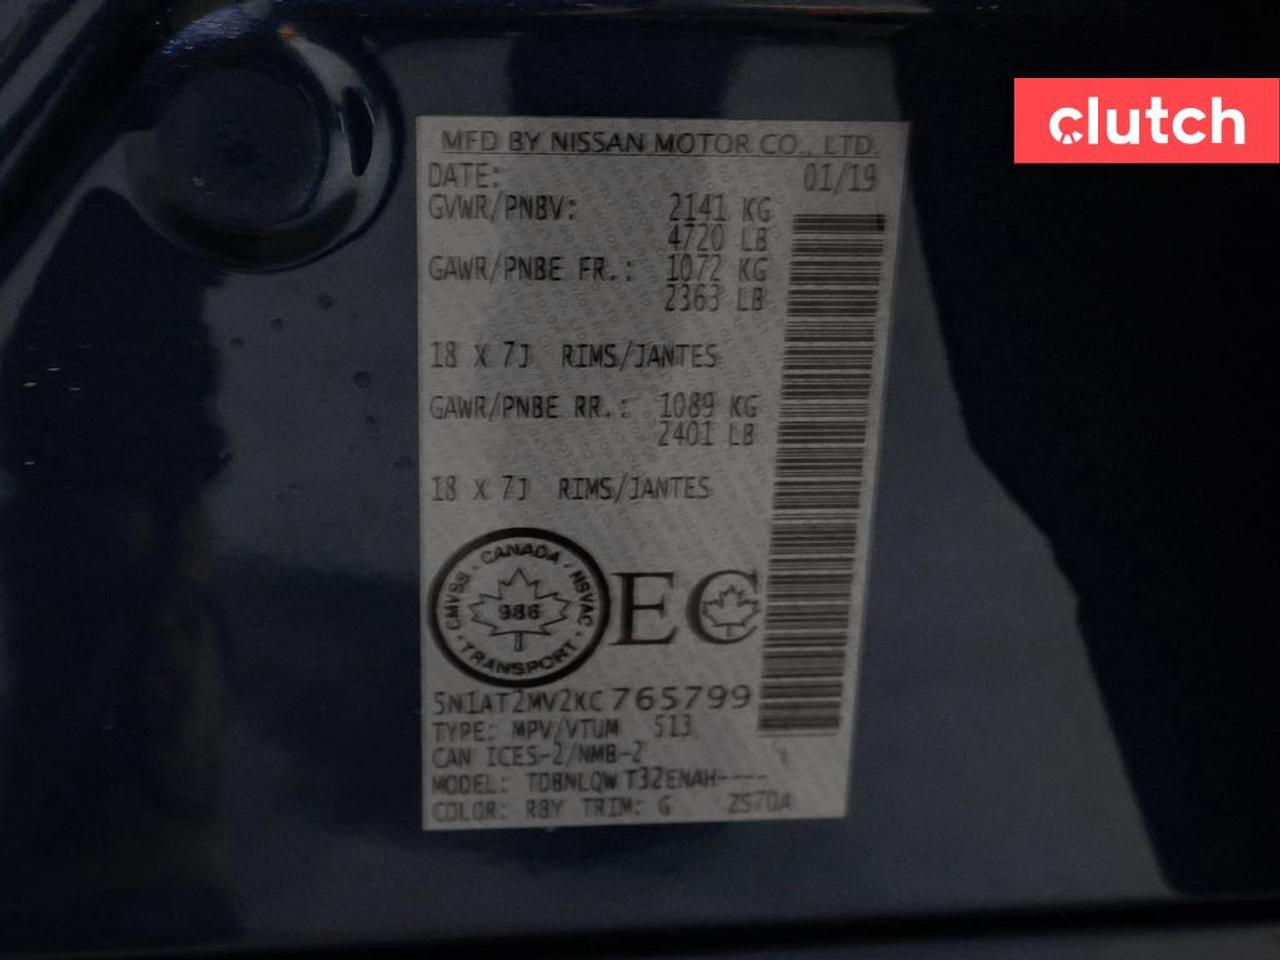 clutch
MFD BY NISSAN MOTOR CO., LTD.
DATE: 01/19
GVWR/PNBV: 2141 KG
4720 LB
GAWR/PNBE FR.: 1072 KG
2363 LB
18 X 7J RIMS/JANTES
GAWR/PNBE RR.: 1089 KG
2401 LB
18 X 7J RIMS/JANTES
CANADA · NSVAC · TRANSPORT · CMVSS
986
EC
5N1AT2MV2KC765799
TYPE: MPV/VTUM 513
CAN ICES-2/NMB-2
MODEL: TDBNLQW T32ENAH----
COLOR: RBY TRIM: G ZS70A